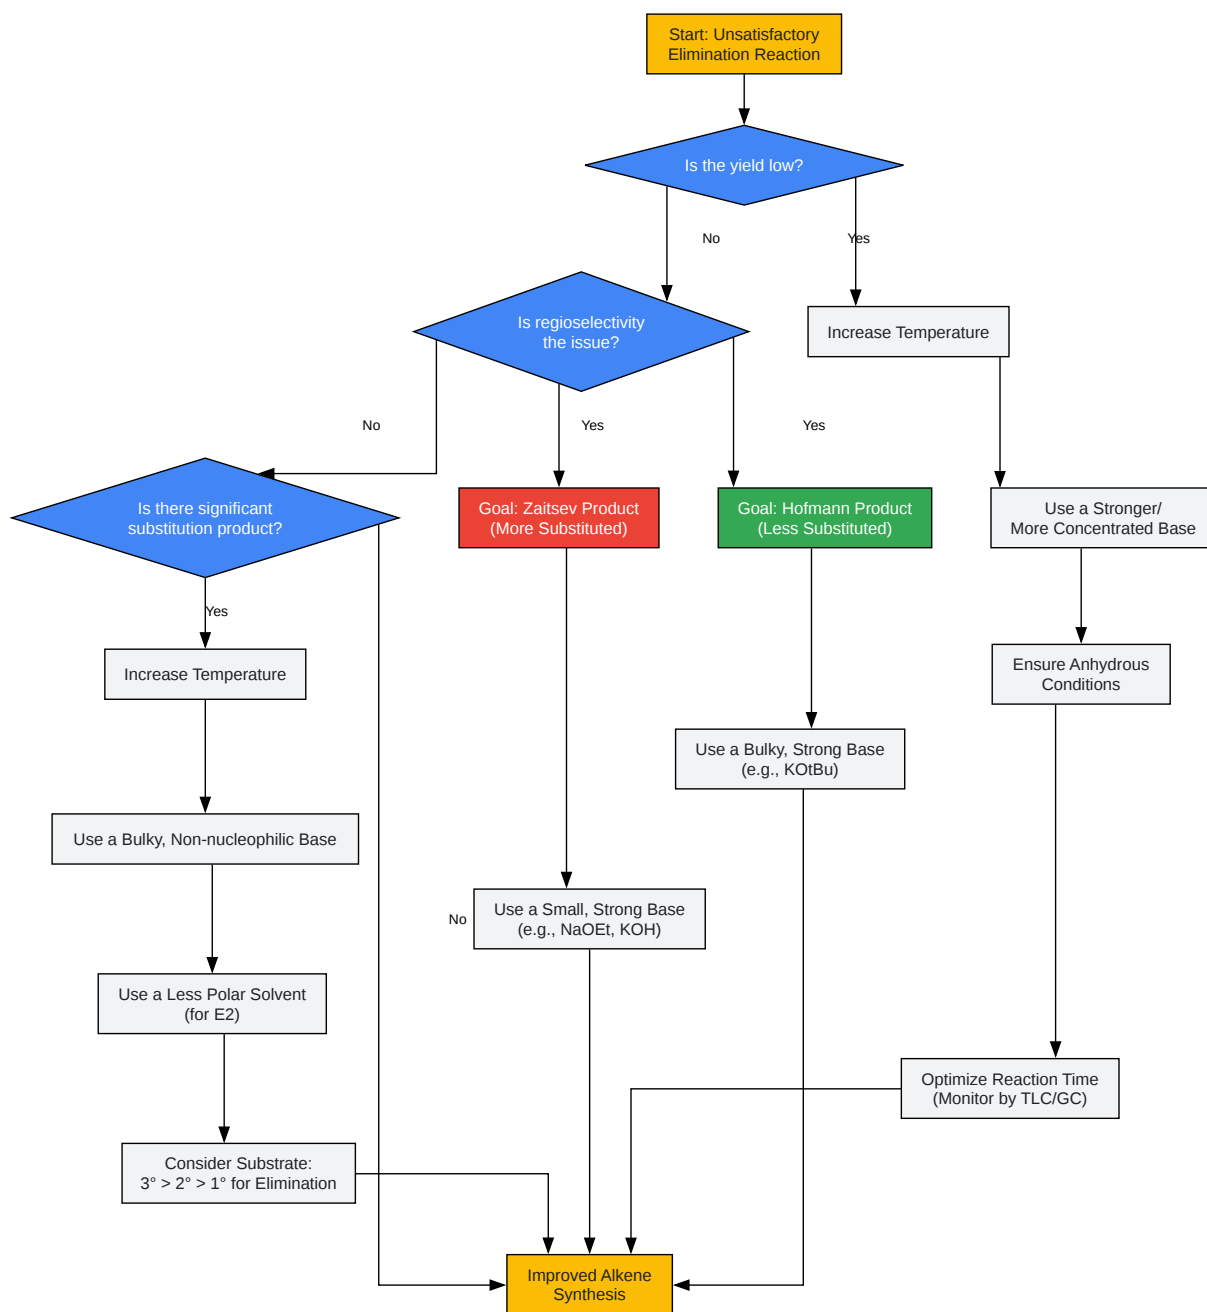 Start: Unsatisfactory
Elimination Reaction
Is the yield low?
No
Yes
Is regioselectivity
the issue?
Increase Temperature
No
Yes
Yes
Is there significant
substitution product?
Goal: Zaitsev Product
(More Substituted)
Goal: Hofmann Product
(Less Substituted)
Use a Stronger/
More Concentrated Base
Yes
Increase Temperature
Ensure Anhydrous
Conditions
Use a Bulky, Strong Base
(e.g., KOtBu)
Use a Bulky, Non-nucleophilic Base
No
Use a Small, Strong Base
(e.g., NaOEt, KOH)
Use a Less Polar Solvent
(for E2)
Optimize Reaction Time
(Monitor by TLC/GC)
Consider Substrate:
3° > 2° > 1° for Elimination
Improved Alkene
Synthesis